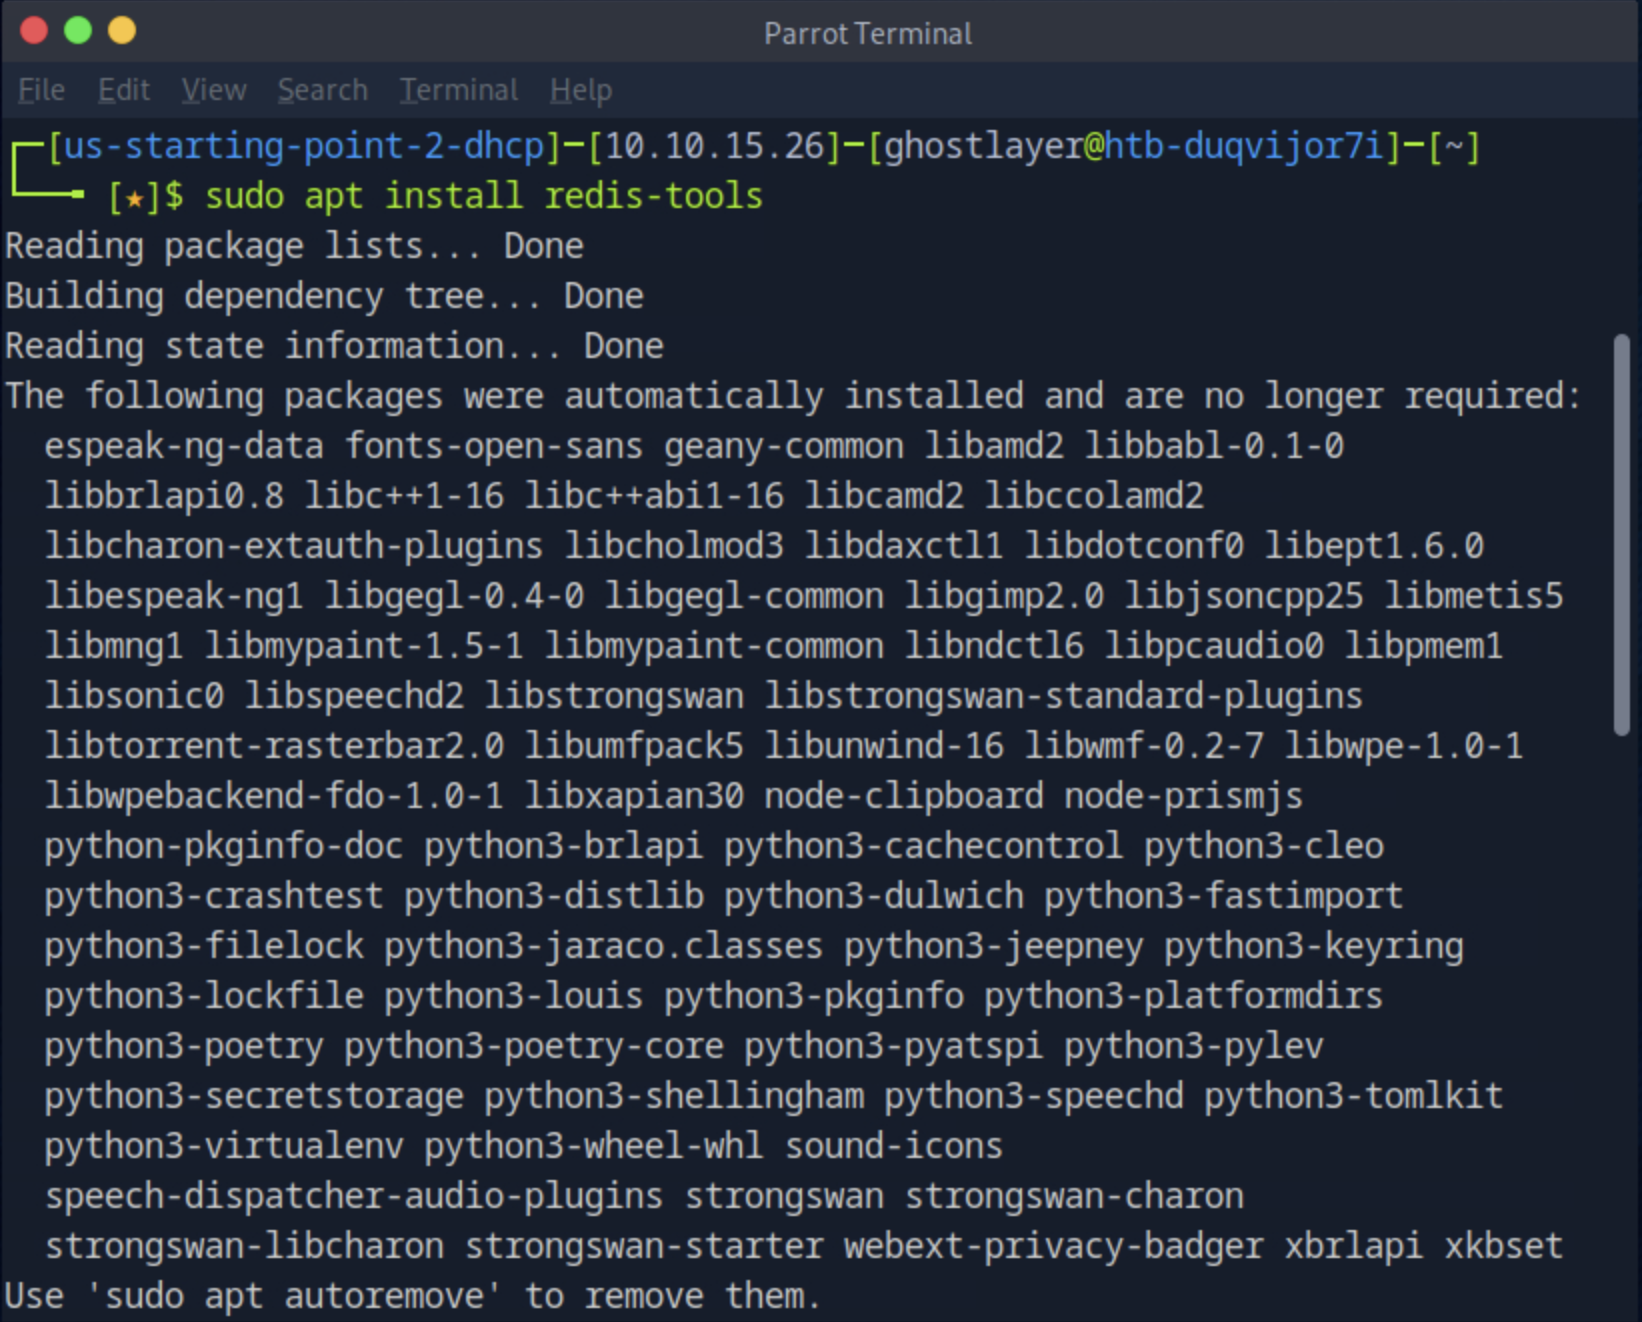 Parrot Terminal
File Edit View Search Terminal Help
┌─[us-starting-point-2-dhcp]─[10.10.15.26]─[ghostlayer@htb-duqvijor7i]─[~]
└──╼ [★]$ sudo apt install redis-tools
Reading package lists... Done
Building dependency tree... Done
Reading state information... Done
The following packages were automatically installed and are no longer required:
  espeak-ng-data fonts-open-sans geany-common libamd2 libbabl-0.1-0
  libbrlapi0.8 libc++1-16 libc++abi1-16 libcamd2 libccolamd2
  libcharon-extauth-plugins libcholmod3 libdaxctl1 libdotconf0 libept1.6.0
  libespeak-ng1 libgegl-0.4-0 libgegl-common libgimp2.0 libjsoncpp25 libmetis5
  libmng1 libmypaint-1.5-1 libmypaint-common libndctl6 libpcaudio0 libpmem1
  libsonic0 libspeechd2 libstrongswan libstrongswan-standard-plugins
  libtorrent-rasterbar2.0 libumfpack5 libunwind-16 libwmf-0.2-7 libwpe-1.0-1
  libwpebackend-fdo-1.0-1 libxapian30 node-clipboard node-prismjs
  python-pkginfo-doc python3-brlapi python3-cachecontrol python3-cleo
  python3-crashtest python3-distlib python3-dulwich python3-fastimport
  python3-filelock python3-jaraco.classes python3-jeepney python3-keyring
  python3-lockfile python3-louis python3-pkginfo python3-platformdirs
  python3-poetry python3-poetry-core python3-pyatspi python3-pylev
  python3-secretstorage python3-shellingham python3-speechd python3-tomlkit
  python3-virtualenv python3-wheel-whl sound-icons
  speech-dispatcher-audio-plugins strongswan strongswan-charon
  strongswan-libcharon strongswan-starter webext-privacy-badger xbrlapi xkbset
Use 'sudo apt autoremove' to remove them.